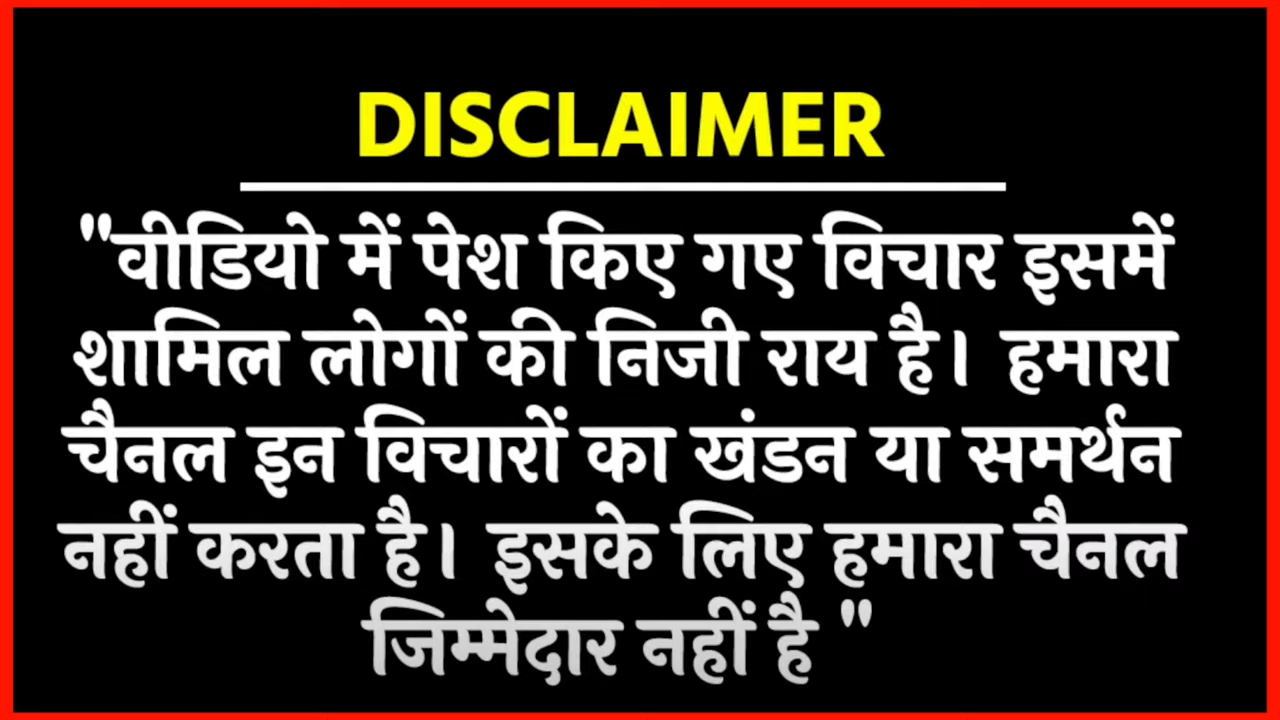 DISCLAIMER
"वीडियो में पेश किए गए विचार इसमें
शामिल लोगों की निजी राय है। हमारा
चैनल इन विचारों का खंडन या समर्थन
नहीं करता है। इसके लिए हमारा चैनल
जिम्मेदार नहीं है "